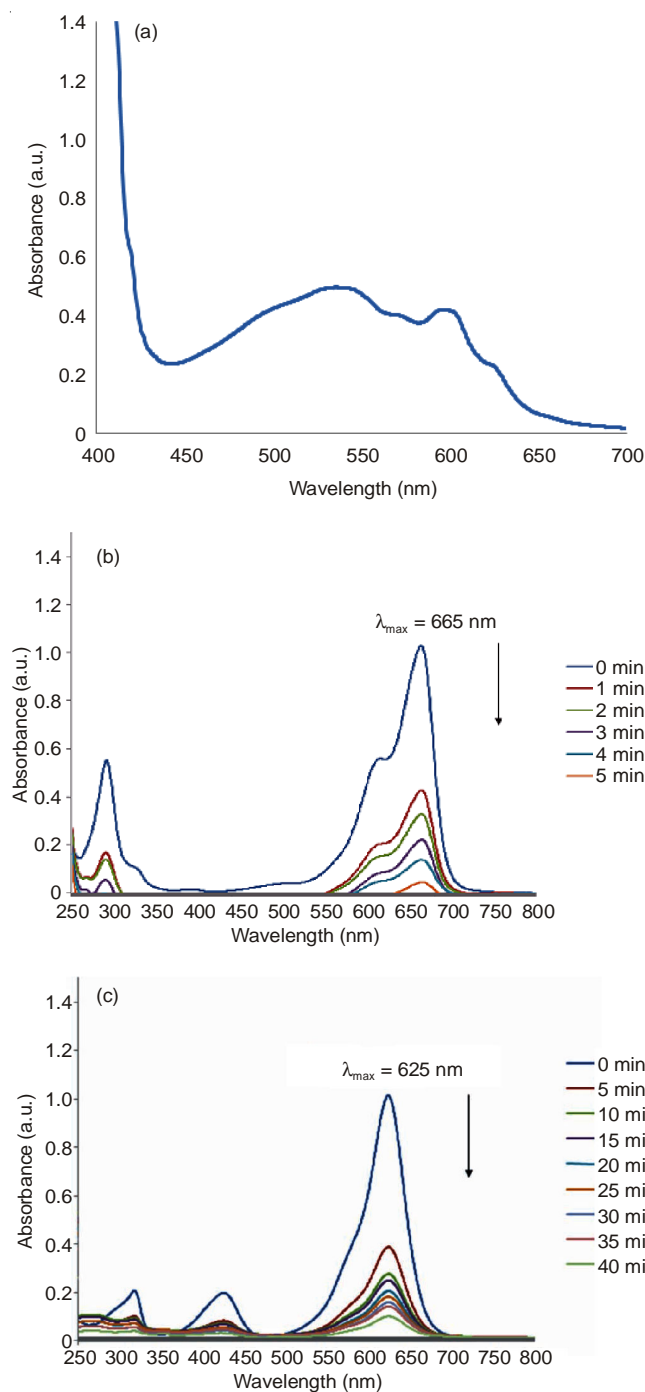 (a)
1.4
1.2
1.0
0.8
0.6
0.4
0.2
0
Absorbance (a.u.)
400 450 500 550 600 650 700
Wavelength (nm)
(b)
1.4
1.2
1.0
0.8
0.6
0.4
0.2
0
Absorbance (a.u.)
λmax = 665 nm
0 min
1 min
2 min
3 min
4 min
5 min
250 300 350 400 450 500 550 600 650 700 750 800
Wavelength (nm)
(c)
1.4
1.2
1.0
0.8
0.6
0.4
0.2
0
Absorbance (a.u.)
λmax = 625 nm
0 min
5 min
10 mi
15 mi
20 mi
25 mi
30 mi
35 mi
40 mi
250 300 350 400 450 500 550 600 650 700 750 800
Wavelength (nm)